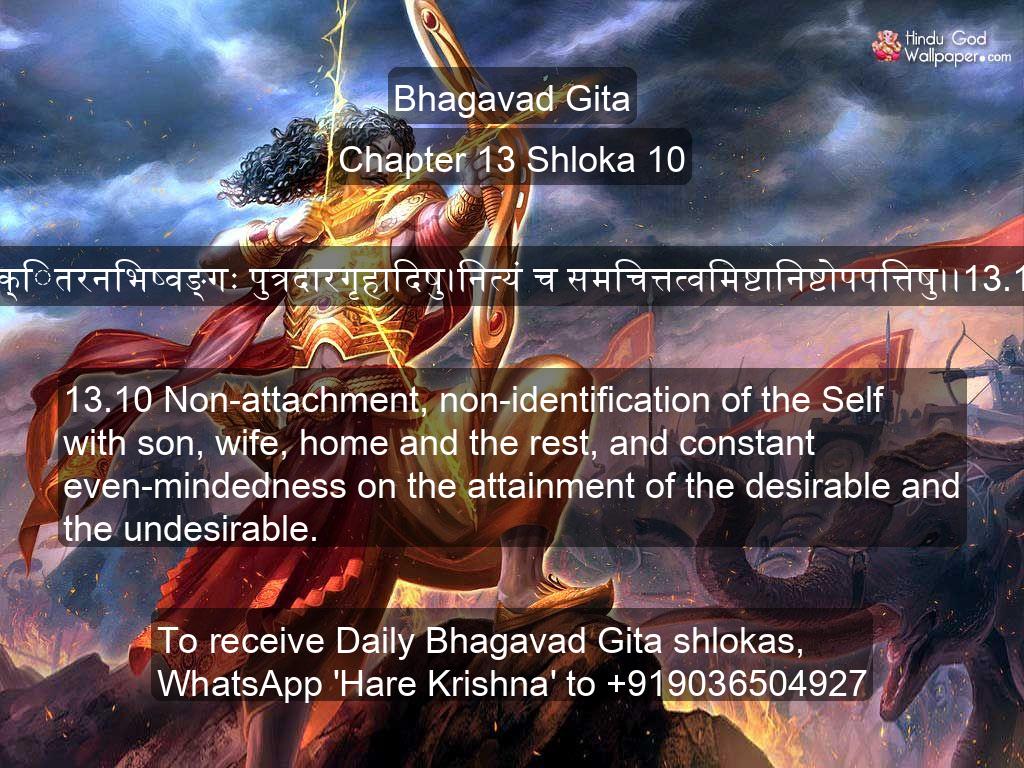 Hindu God
Wallpaper.com
Bhagavad Gita
Chapter 13 Shloka 10
क्ितरनभिष्वङ्गः पुत्रदारगृहादिषु।नित्यं च समचित्तत्वमिष्टानिष्टोपपत्तिषु।।13.1
13.10 Non-attachment, non-identification of the Self
with son, wife, home and the rest, and constant
even-mindedness on the attainment of the desirable and
the undesirable.
To receive Daily Bhagavad Gita shlokas,
WhatsApp 'Hare Krishna' to +919036504927